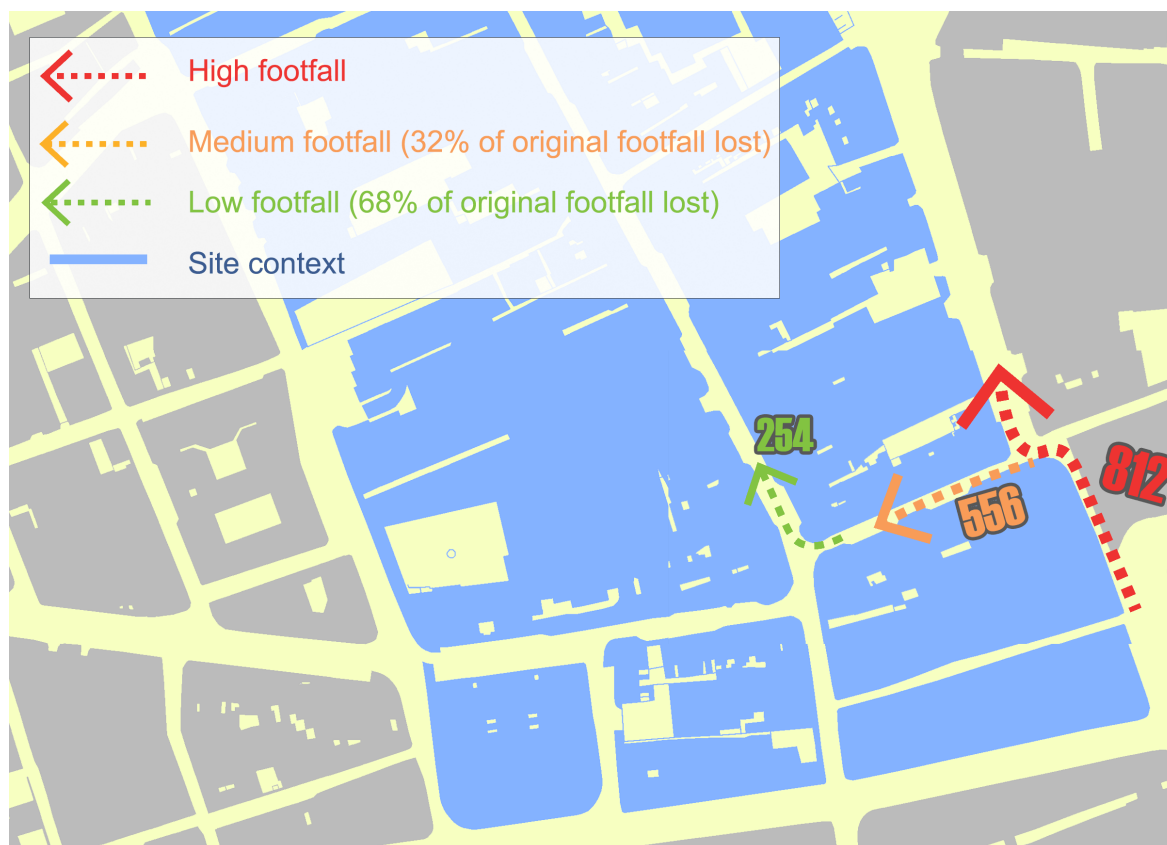 High footfall
Medium footfall (32% of original footfall lost)
Low footfall (68% of original footfall lost)
Site context
254
812
556